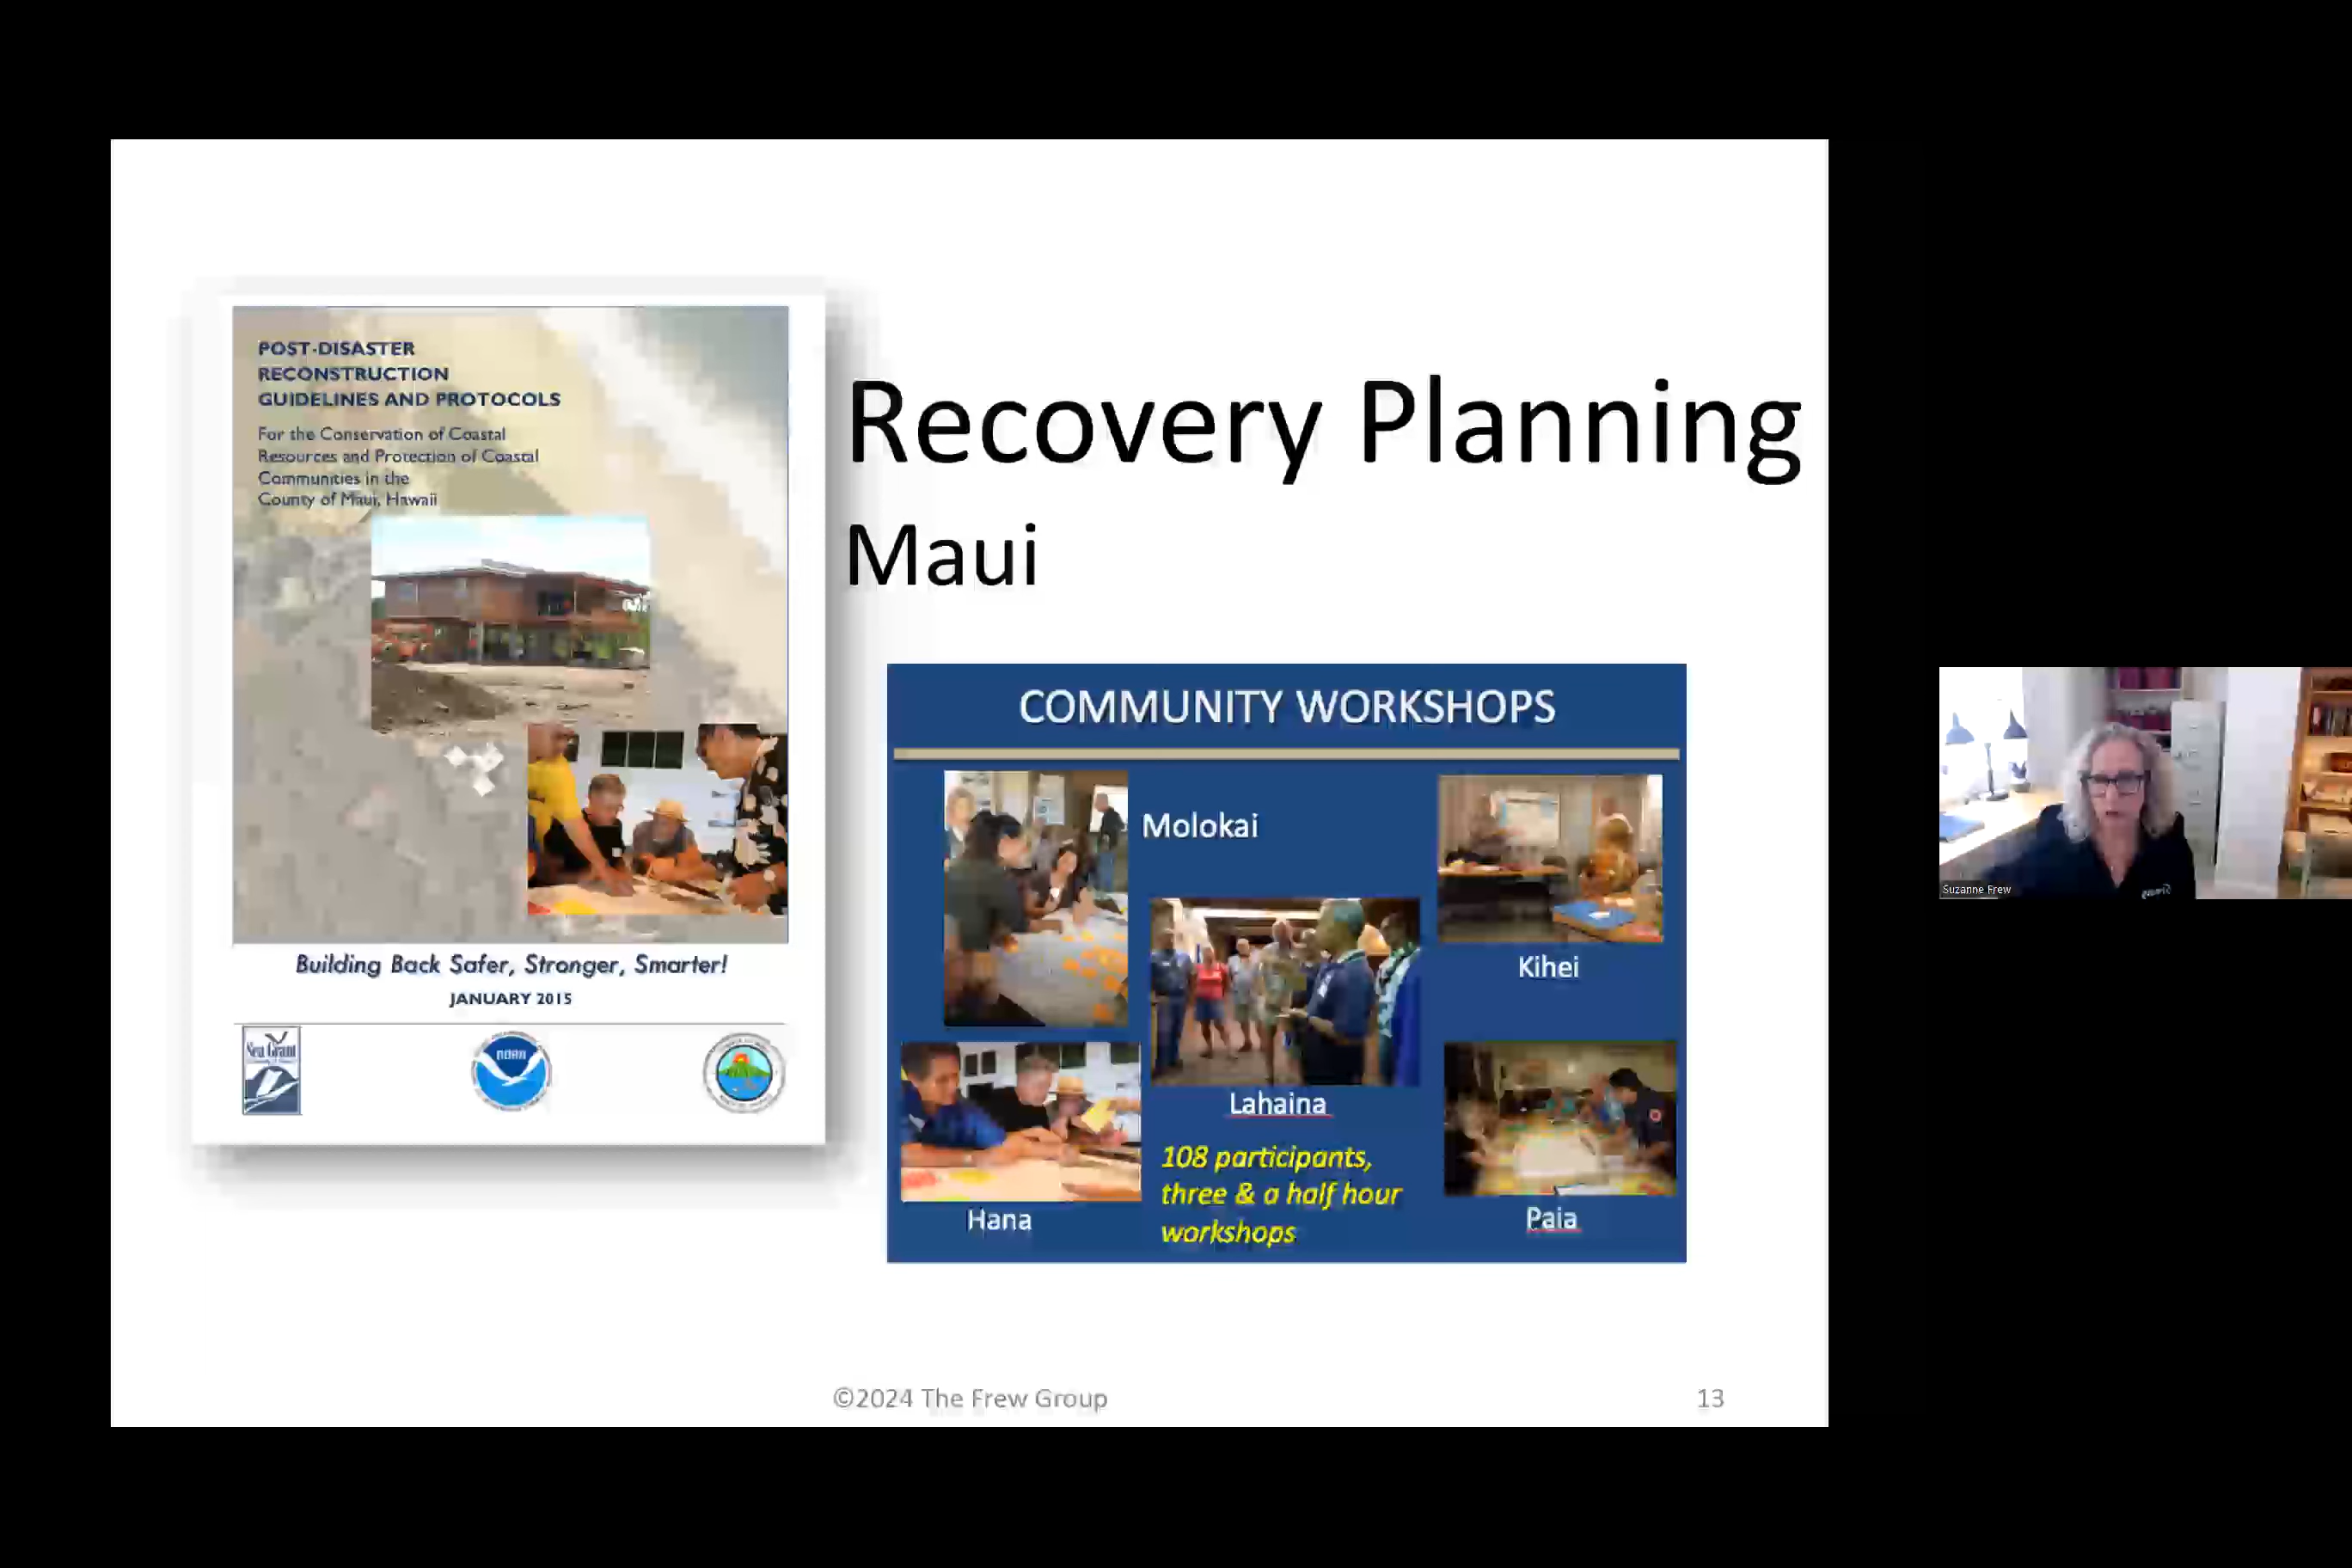 POST-DISASTER
RECONSTRUCTION
GUIDELINES AND PROTOCOLS
For the Conservation of Coastal
Resources and Protection of Coastal
Communities in the
County of Maui, Hawaii
Building Back Safer, Stronger, Smarter!
JANUARY 2015
Sea Grant
NOAA
Recovery Planning
Maui
COMMUNITY WORKSHOPS
Molokai
Kihei
Lahaina
108 participants,
three & a half hour
workshops
Hana
Paia
©2024 The Frew Group
13
Suzanne Frew